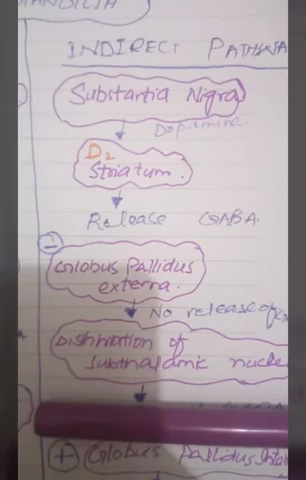 INDIRECT PATHWA
Substantia Nigra
Dopamine
D2
Striatum.
Release GABA
−
Globus Pallidus
externa.
No release of
Disinhibition of
Subthalamic nucle
+ Globus Pallidus Inter